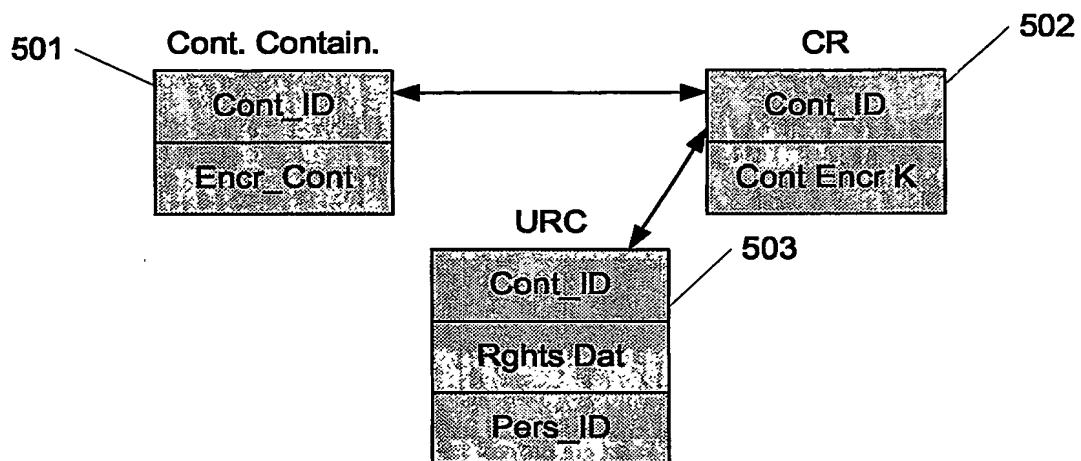 501
Cont. Contain.
Cont_ID
Encr_Cont
CR
502
Cont_ID
Cont Encr K
URC
503
Cont_ID
Rghts Dat
Pers_ID